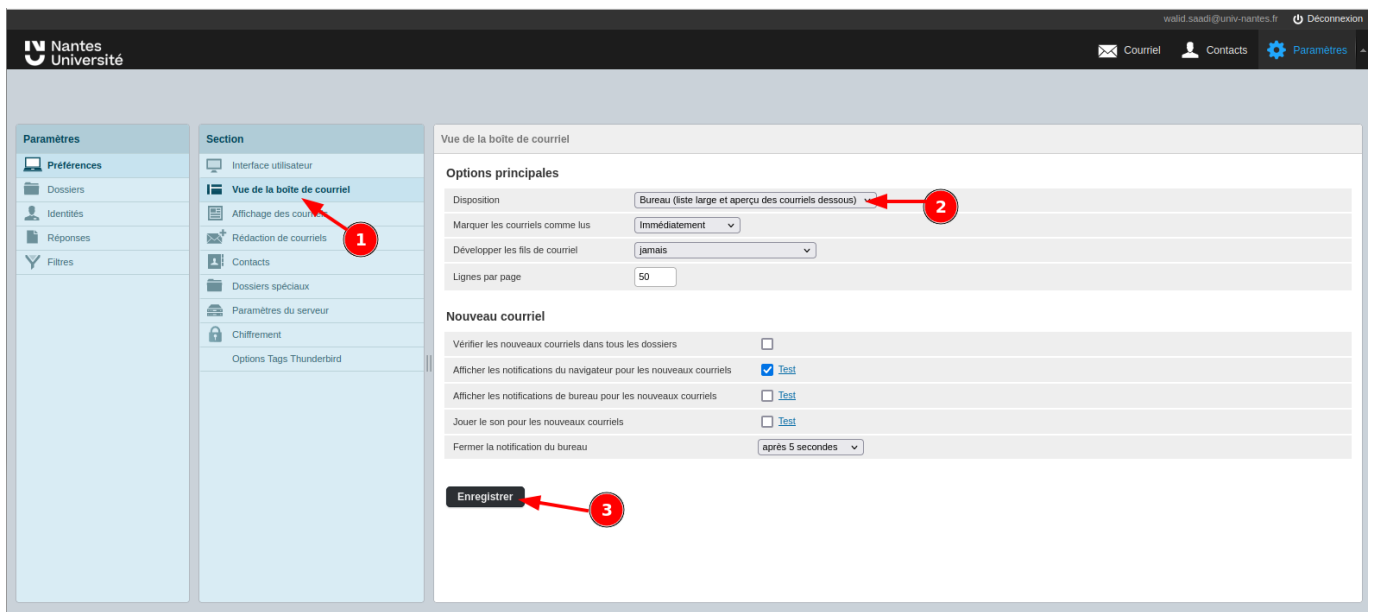 walid.saadi@univ-nantes.fr Déconnexion
Nantes
Université
Courriel Contacts Paramètres
Paramètres
Préférences
Dossiers
Identités
Réponses
Filtres
Section
Interface utilisateur
Vue de la boîte de courriel
Affichage des courriels
Rédaction de courriels
1
Contacts
Dossiers spéciaux
Paramètres du serveur
Chiffrement
Options Tags Thunderbird
Vue de la boîte de courriel
Options principales
Disposition Bureau (liste large et aperçu des courriels dessous)
2
Marquer les courriels comme lus Immédiatement
Développer les fils de courriel jamais
Lignes par page 50
Nouveau courriel
Vérifier les nouveaux courriels dans tous les dossiers
Afficher les notifications du navigateur pour les nouveaux courriels Test
Afficher les notifications de bureau pour les nouveaux courriels Test
Jouer le son pour les nouveaux courriels Test
Fermer la notification du bureau après 5 secondes
Enregistrer
3